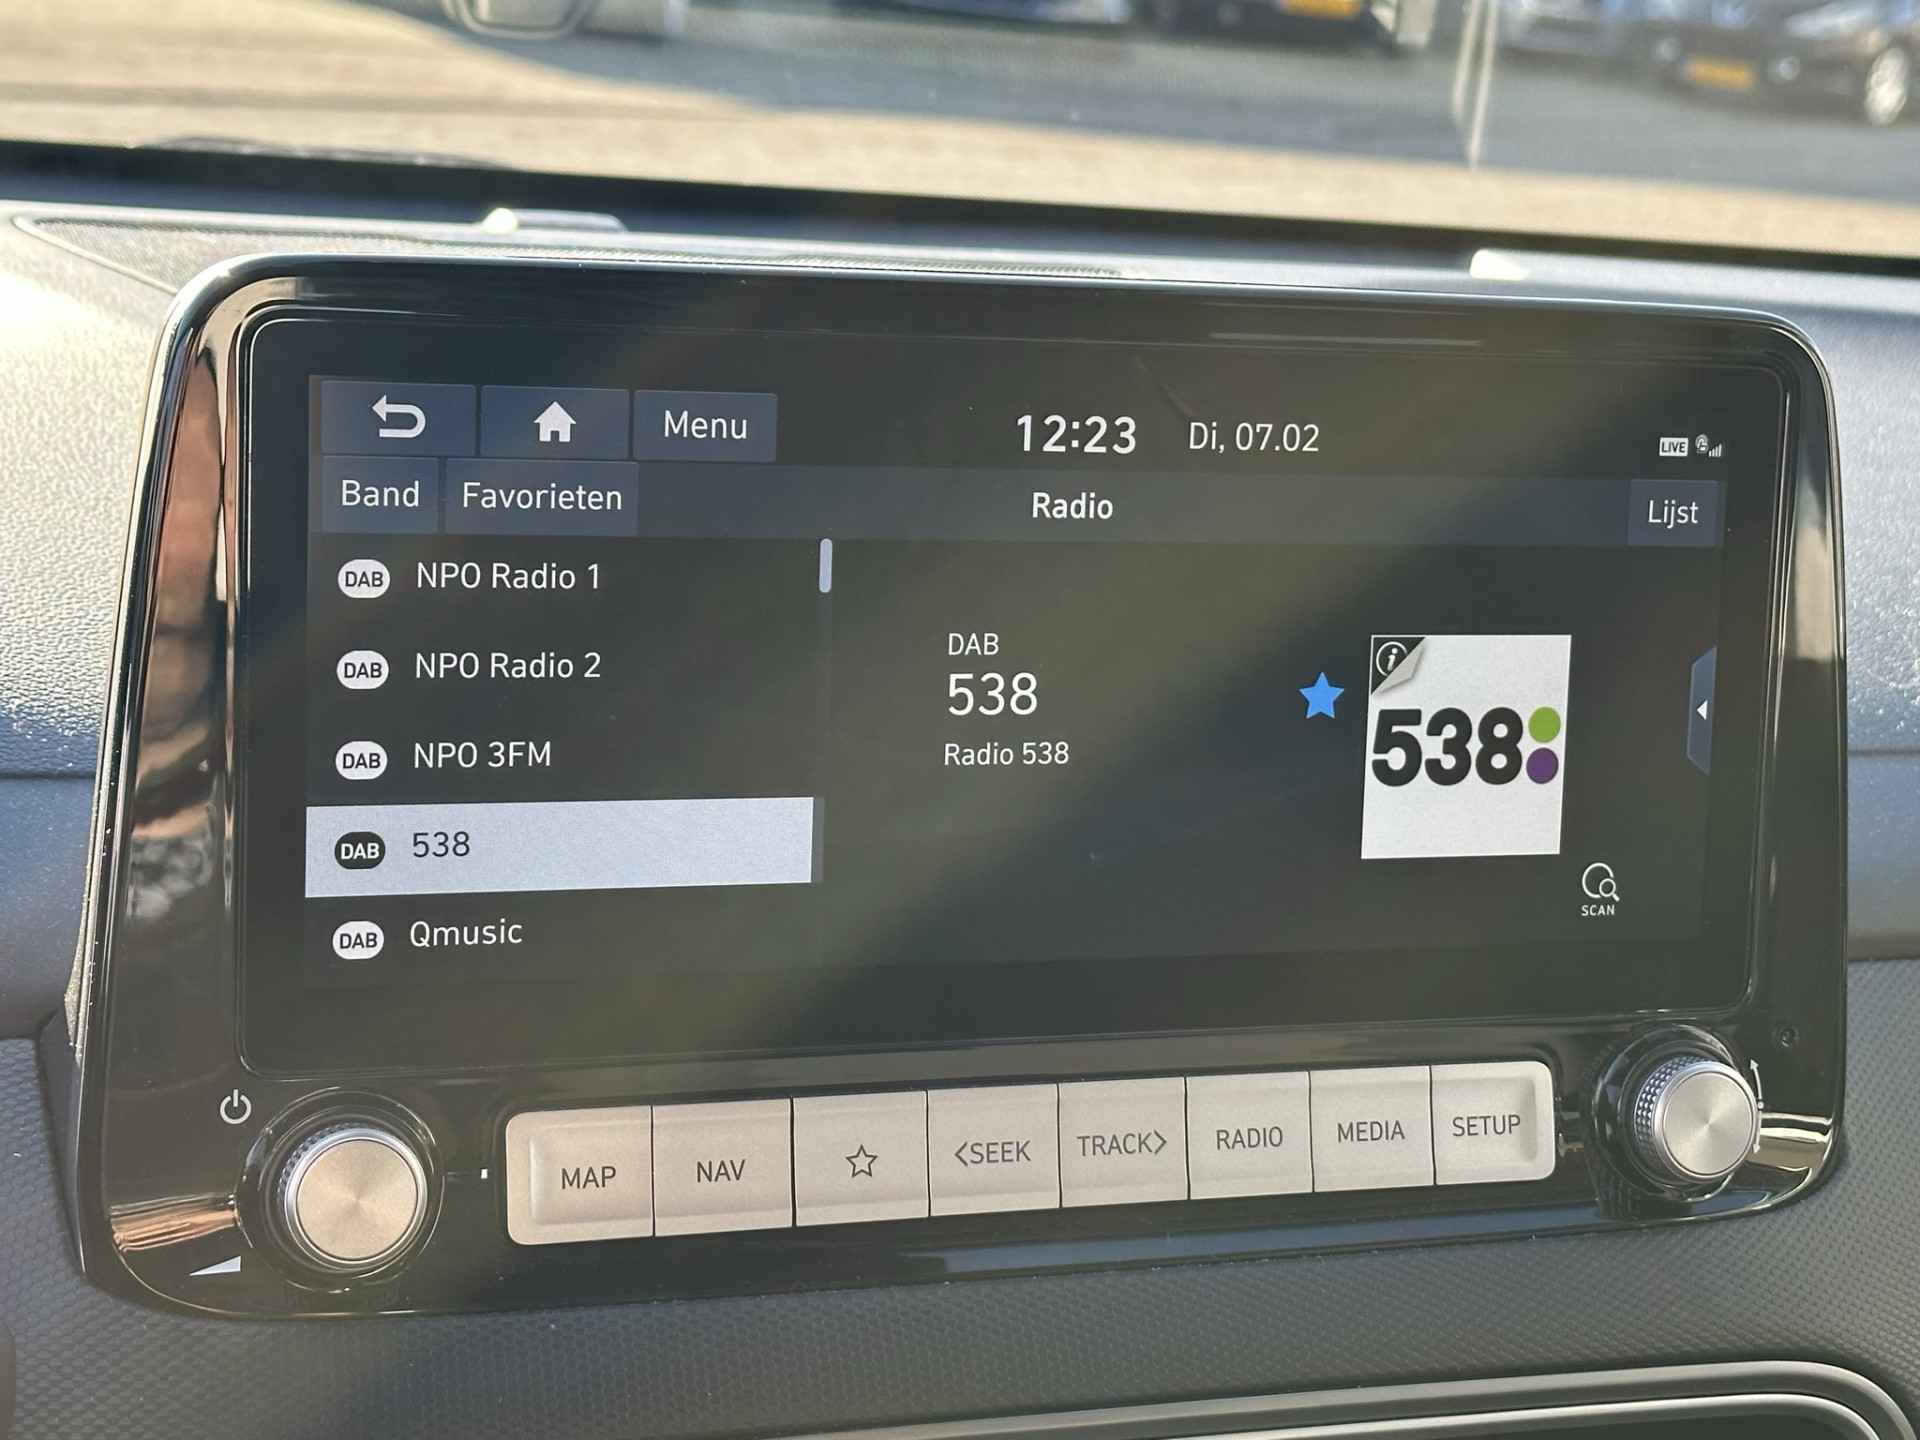 Menu
12:23
Di, 07.02
LIVE
Band
Favorieten
Radio
Lijst
DAB NPO Radio 1
DAB NPO Radio 2
DAB NPO 3FM
DAB 538
DAB Qmusic
DAB
538
Radio 538
i
538
SCAN
MAP
NAV
<SEEK
TRACK>
RADIO
MEDIA
SETUP